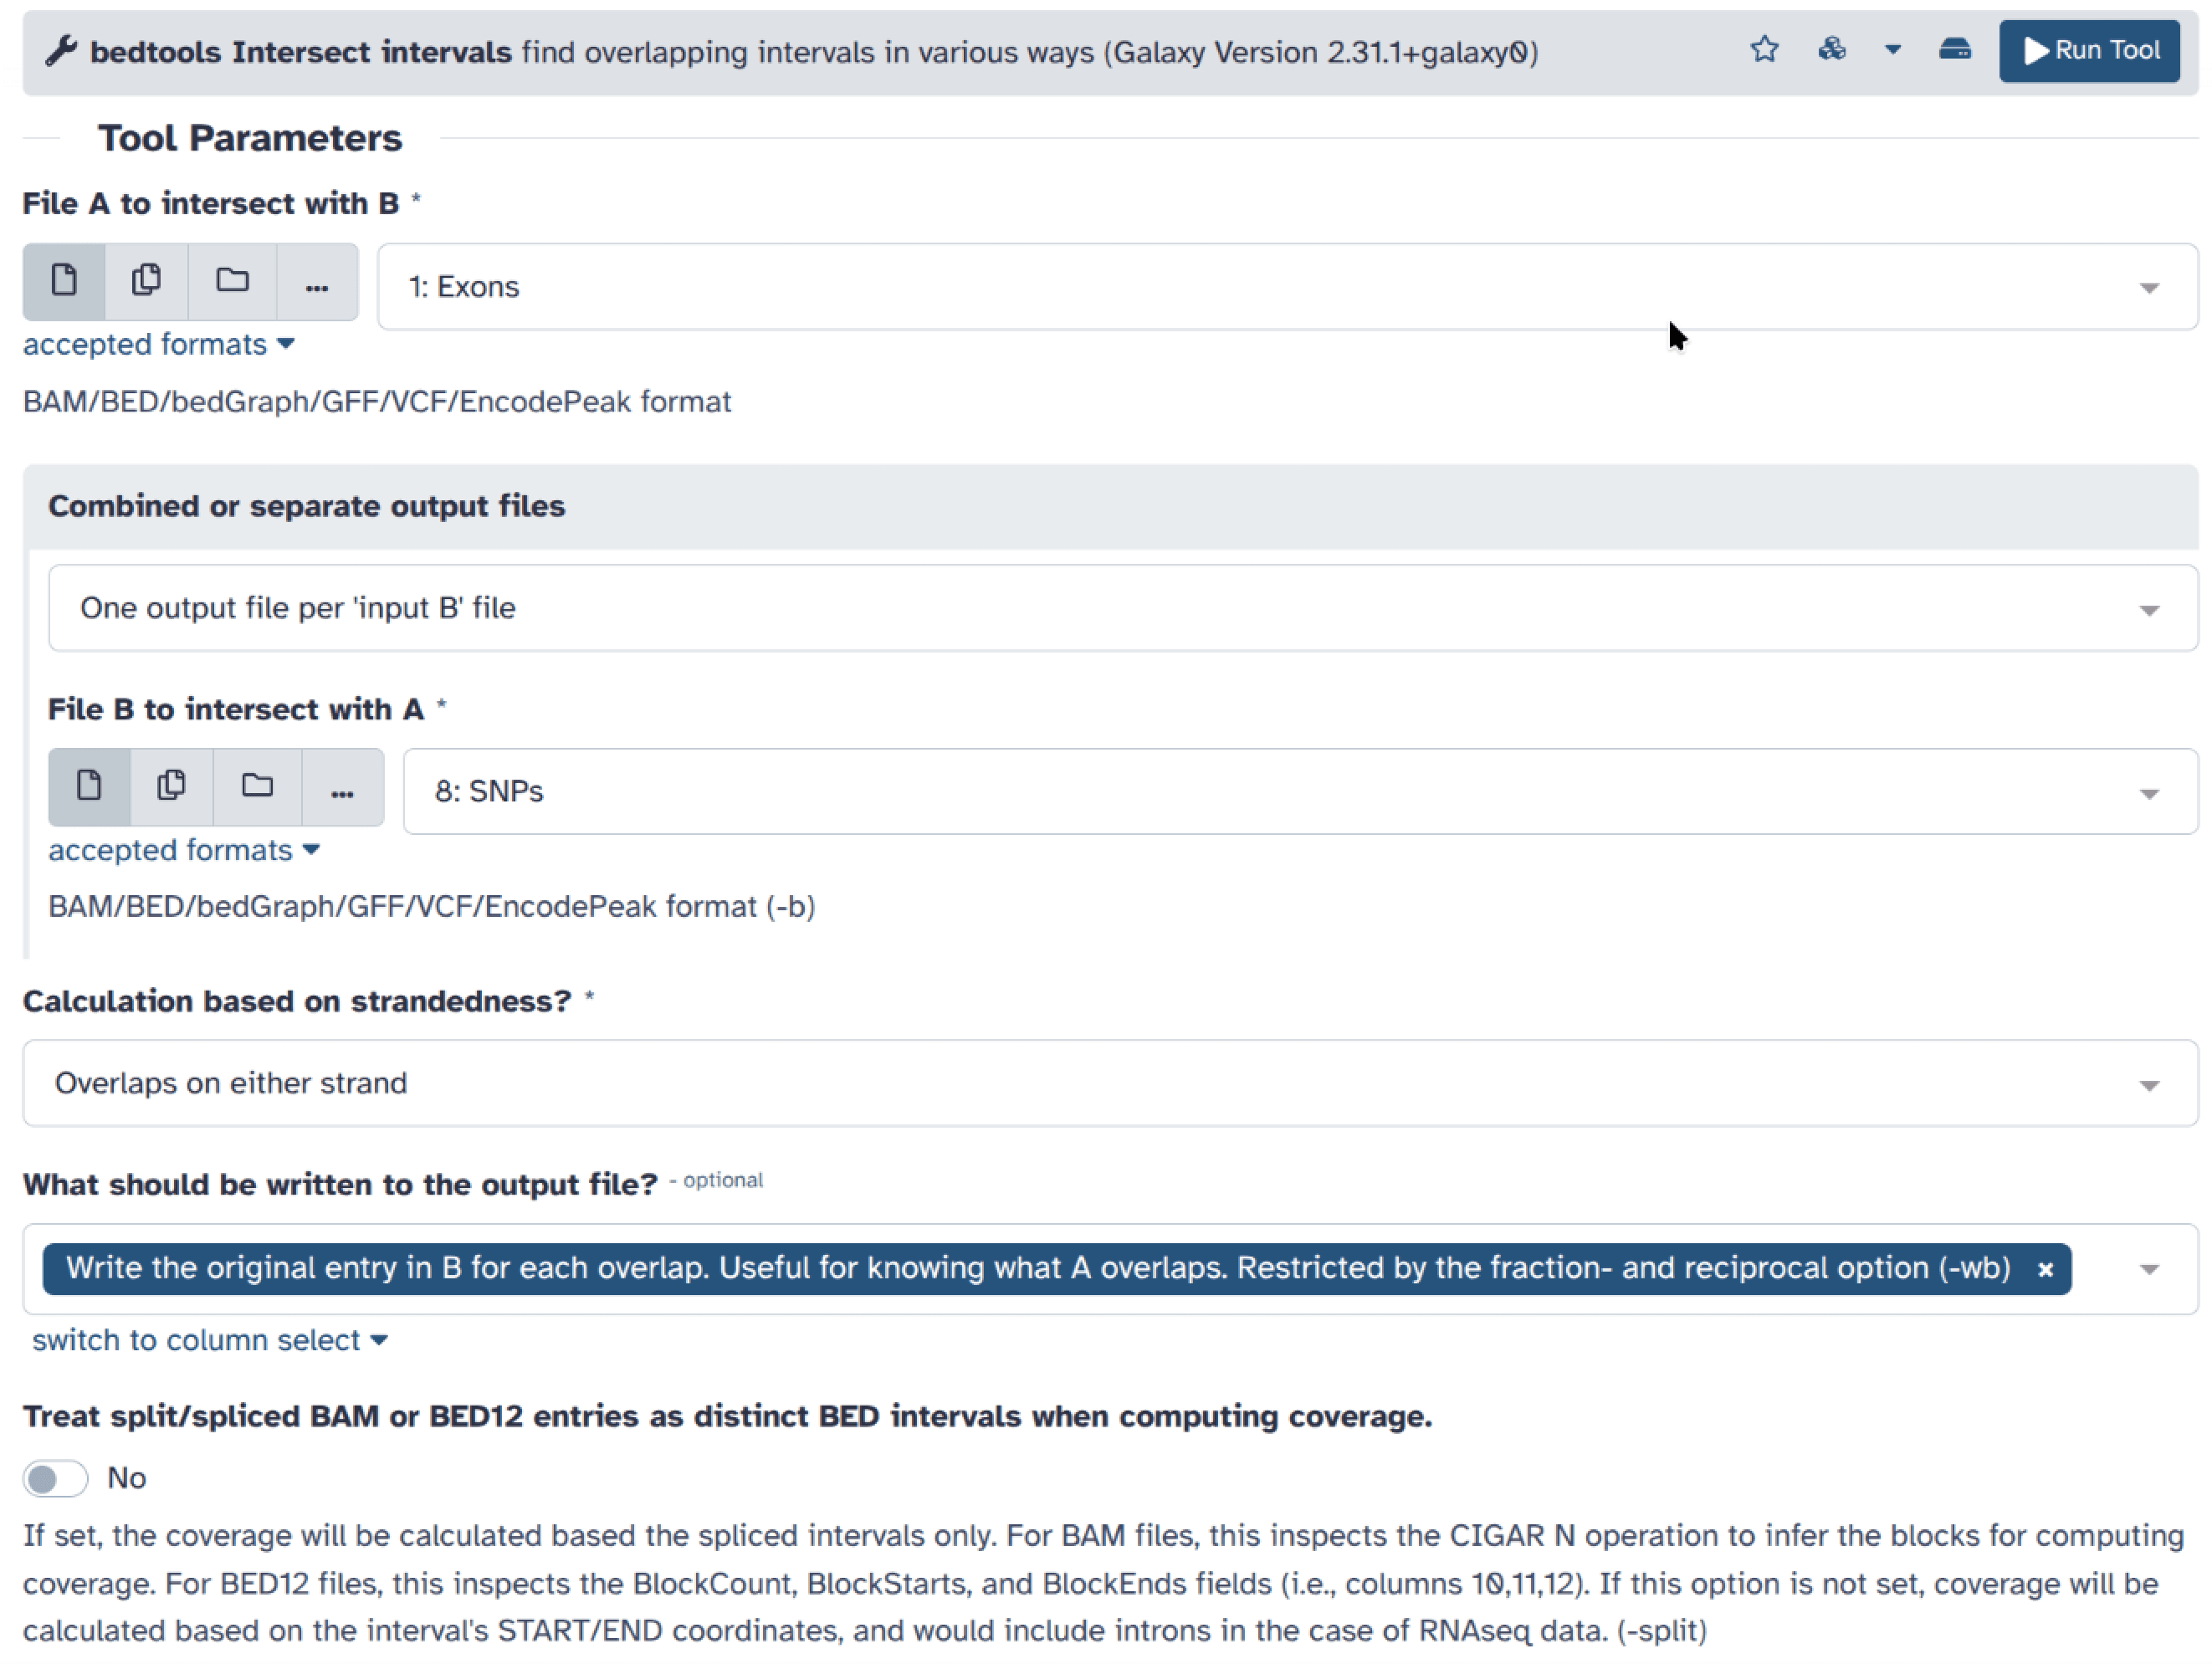 bedtools Intersect intervals find overlapping intervals in various ways (Galaxy Version 2.31.1+galaxy0)
Run Tool
Tool Parameters
File A to intersect with B *
1: Exons
accepted formats
BAM/BED/bedGraph/GFF/VCF/EncodePeak format
Combined or separate output files
One output file per 'input B' file
File B to intersect with A *
8: SNPs
accepted formats
BAM/BED/bedGraph/GFF/VCF/EncodePeak format (-b)
Calculation based on strandedness? *
Overlaps on either strand
What should be written to the output file? - optional
Write the original entry in B for each overlap. Useful for knowing what A overlaps. Restricted by the fraction- and reciprocal option (-wb) ×
switch to column select
Treat split/spliced BAM or BED12 entries as distinct BED intervals when computing coverage.
No
If set, the coverage will be calculated based the spliced intervals only. For BAM files, this inspects the CIGAR N operation to infer the blocks for computing
coverage. For BED12 files, this inspects the BlockCount, BlockStarts, and BlockEnds fields (i.e., columns 10,11,12). If this option is not set, coverage will be
calculated based on the interval's START/END coordinates, and would include introns in the case of RNAseq data. (-split)